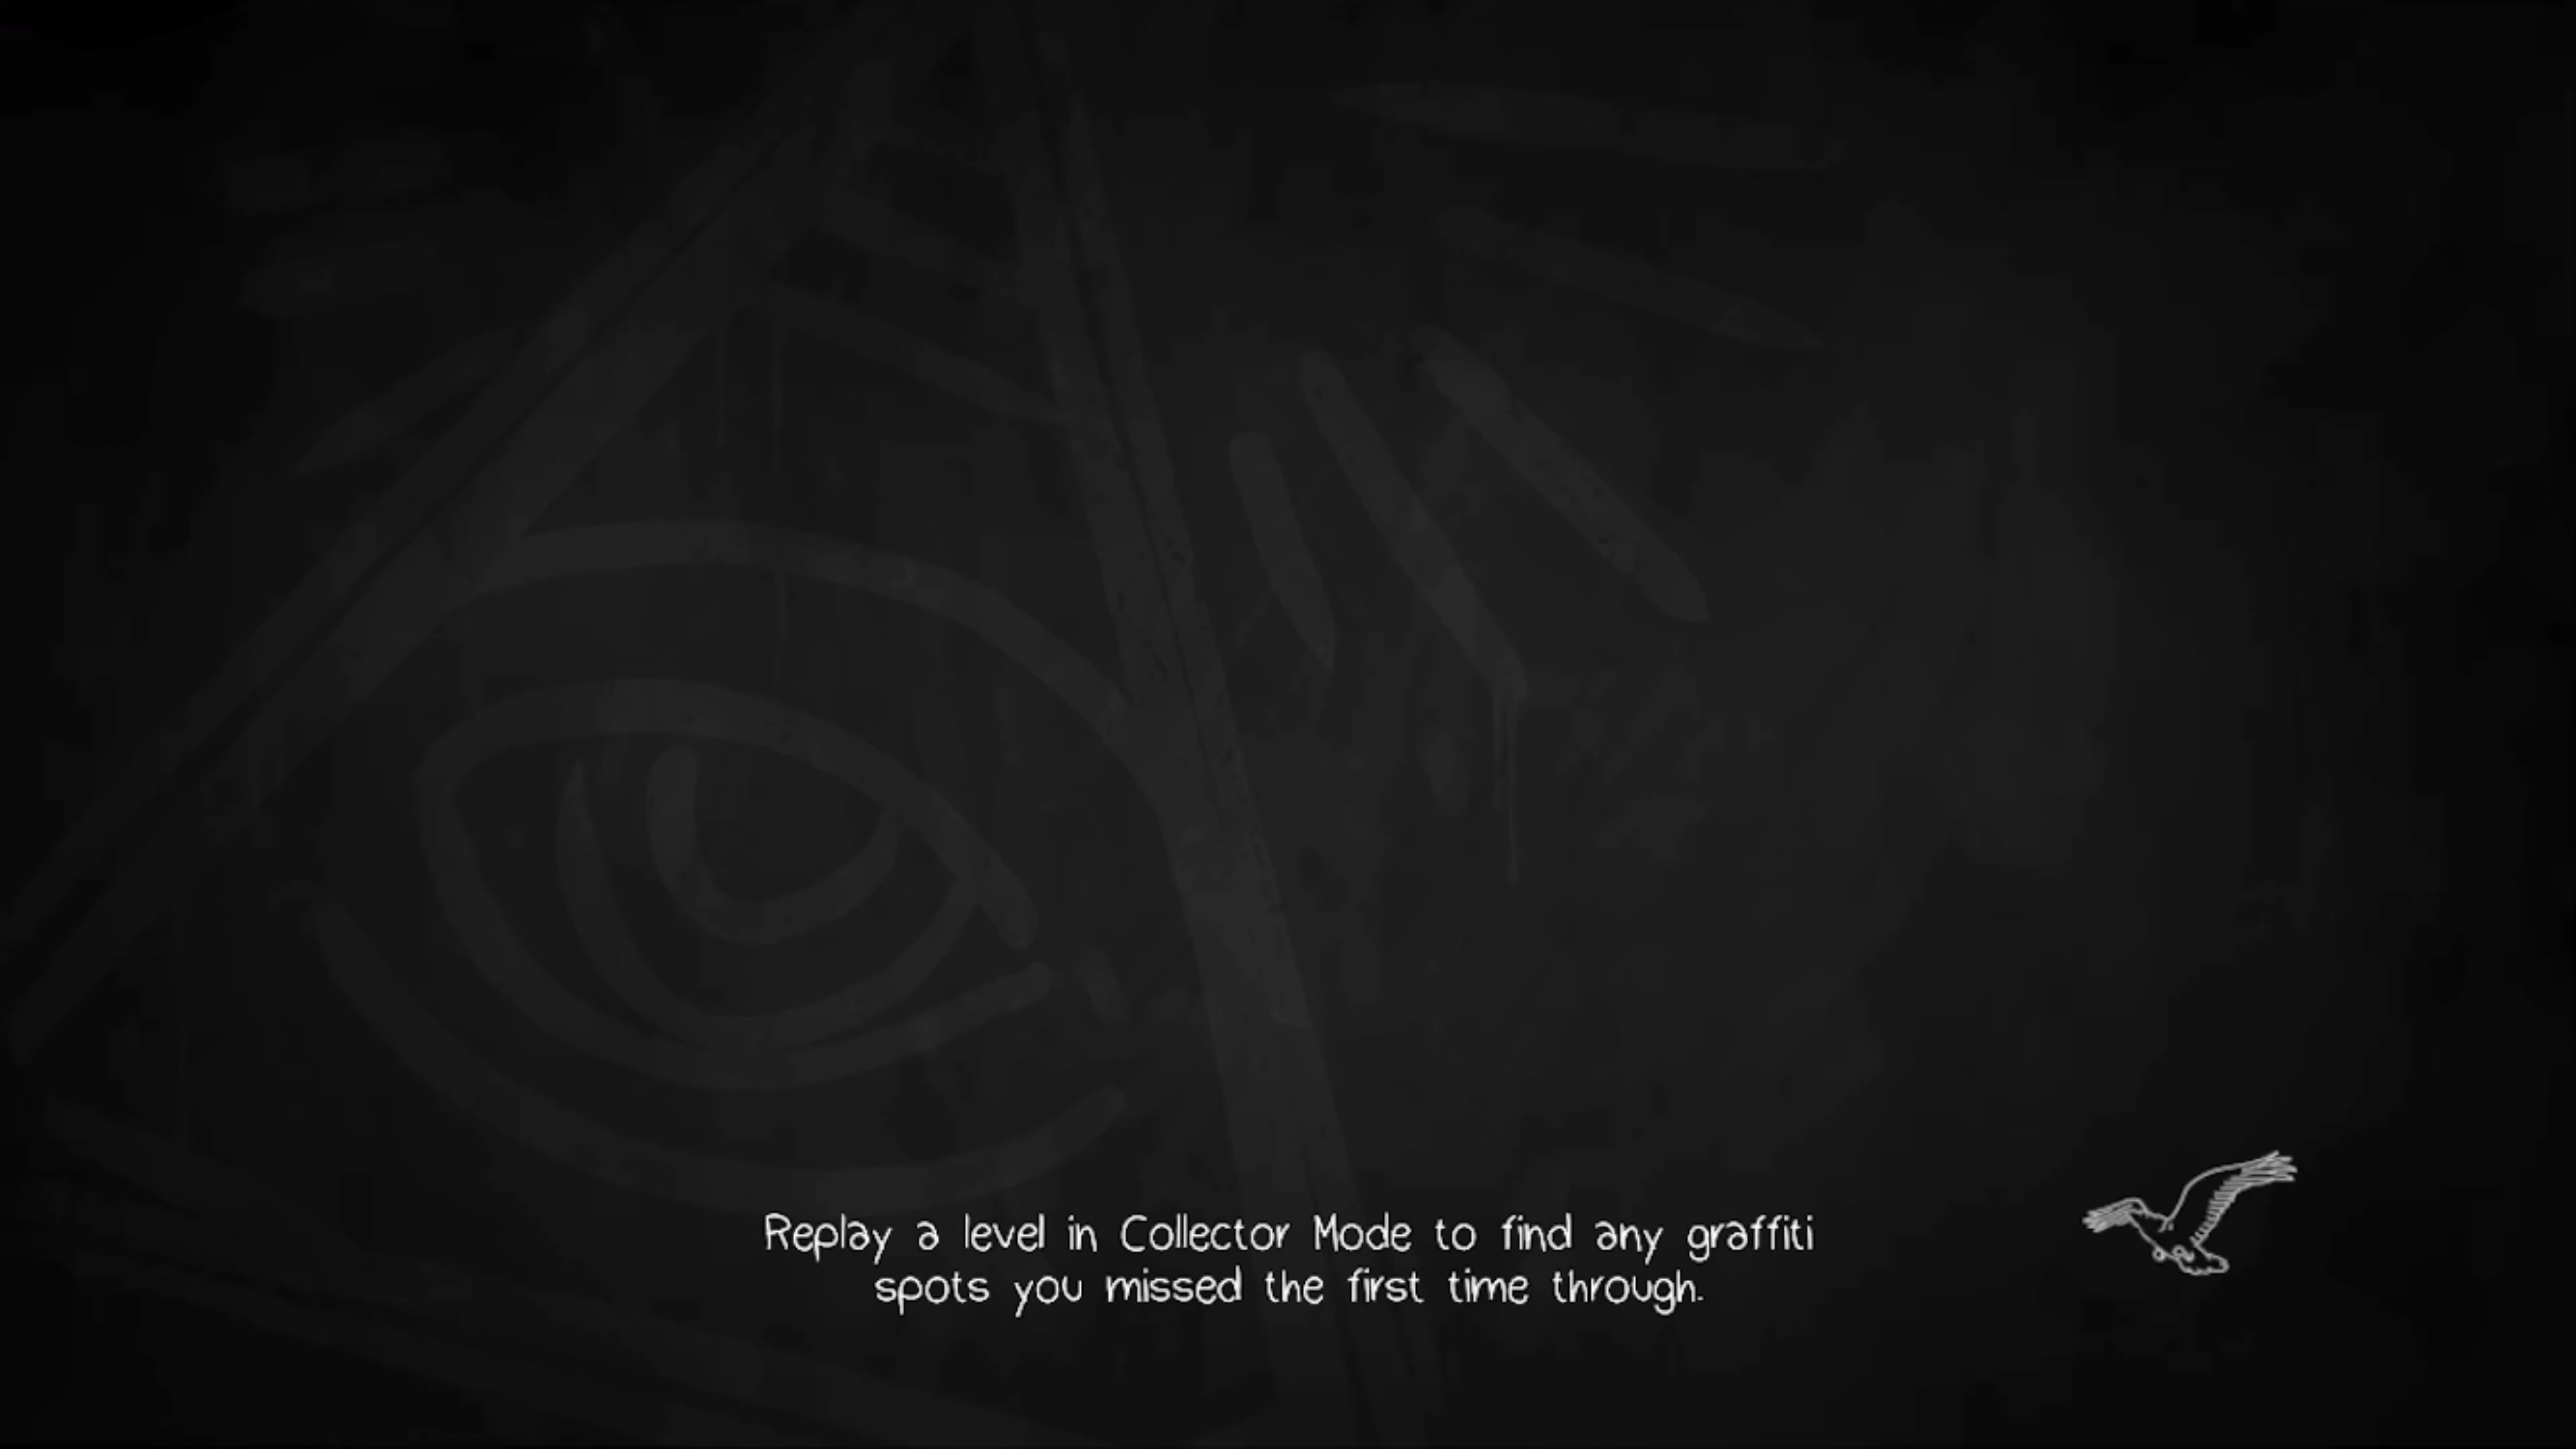 Replay a level in Collector Mode to find any graffiti
spots you missed the first time through.